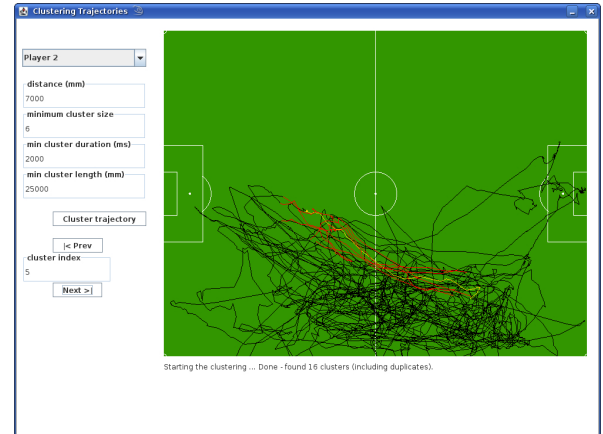 Clustering Trajectories
Player 2
distance (mm)
7000
minimum cluster size
6
min cluster duration (ms)
2000
min cluster length (mm)
25000
Cluster trajectory
|< Prev
cluster index
5
Next >|
Starting the clustering ... Done - found 16 clusters (including duplicates).